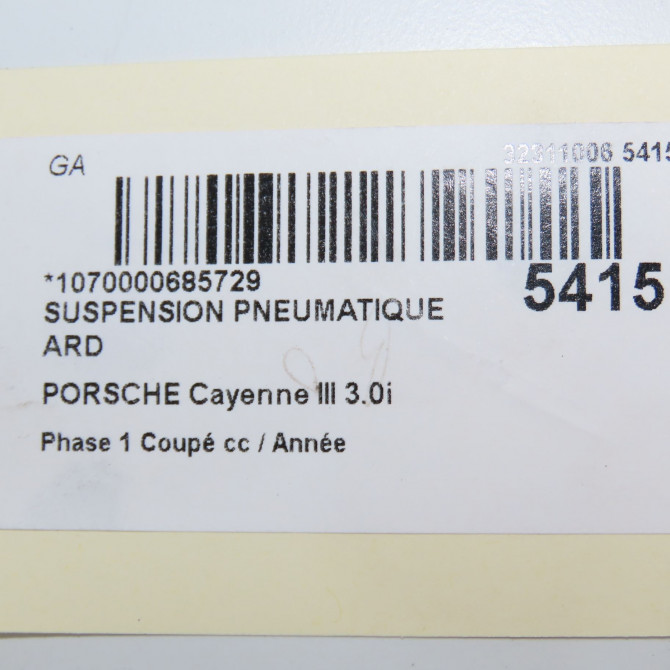 GA
32311006 5415
*1070000685729
5415
SUSPENSION PNEUMATIQUE
ARD
PORSCHE Cayenne III 3.0i
Phase 1 Coupé cc / Année